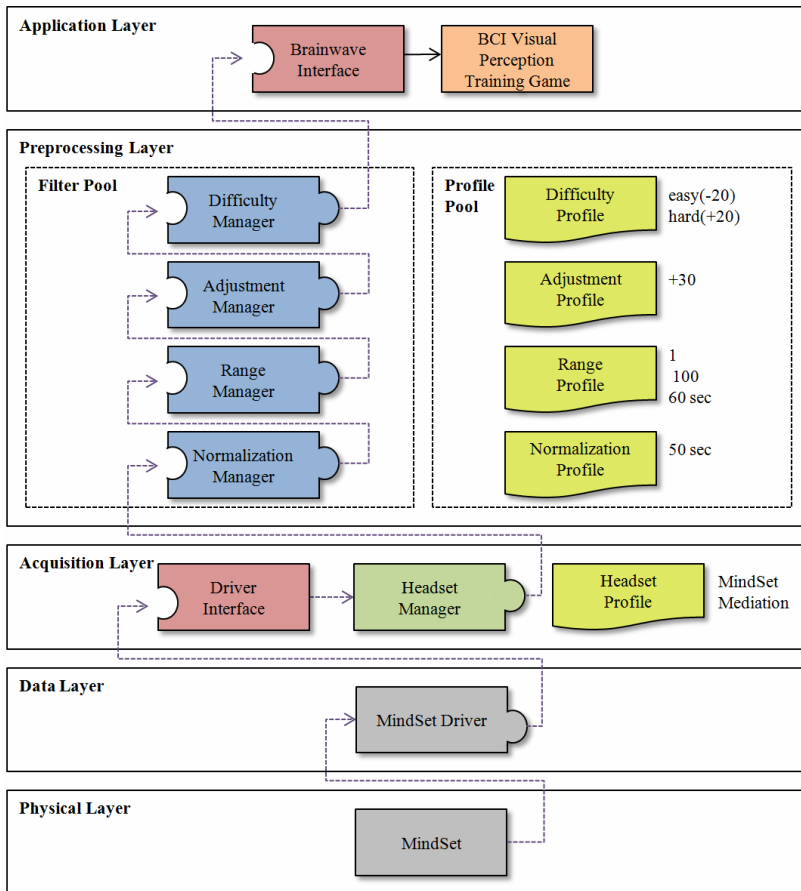 Application Layer
Brainwave
Interface
BCI Visual
Perception
Training Game
Preprocessing Layer
Filter Pool
Difficulty
Manager
Adjustment
Manager
Range
Manager
Normalization
Manager
Profile
Pool
Difficulty
Profile
easy(-20)
hard(+20)
Adjustment
Profile
+30
Range
Profile
1
100
60 sec
Normalization
Profile
50 sec
Acquisition Layer
Driver
Interface
Headset
Manager
Headset
Profile
MindSet
Mediation
Data Layer
MindSet Driver
Physical Layer
MindSet